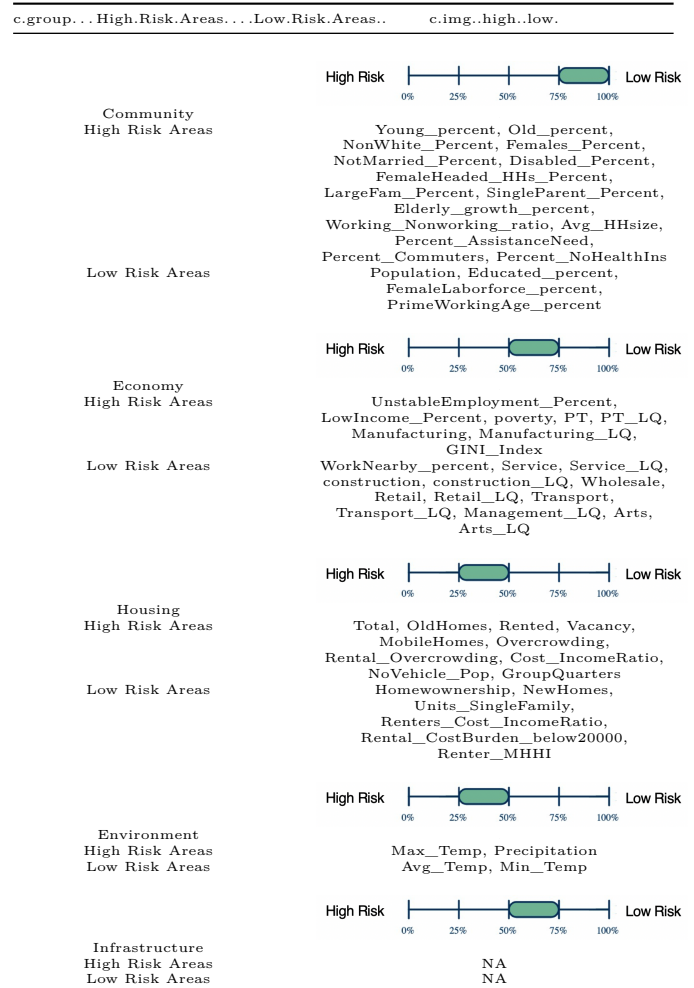 c.group...High.Risk.Areas....Low.Risk.Areas.. c.img..high..low.
High Risk Low Risk
0% 25% 50% 75% 100%
Community
High Risk Areas Young_percent, Old_percent,
NonWhite_Percent, Females_Percent,
NotMarried_Percent, Disabled_Percent,
FemaleHeaded_HHs_Percent,
LargeFam_Percent, SingleParent_Percent,
Elderly_growth_percent,
Working_Nonworking_ratio, Avg_HHsize,
Percent_AssistanceNeed,
Percent_Commuters, Percent_NoHealthIns
Low Risk Areas Population, Educated_percent,
FemaleLaborforce_percent,
PrimeWorkingAge_percent
High Risk Low Risk
0% 25% 50% 75% 100%
Economy
High Risk Areas UnstableEmployment_Percent,
LowIncome_Percent, poverty, PT, PT_LQ,
Manufacturing, Manufacturing_LQ,
GINI_Index
Low Risk Areas WorkNearby_percent, Service, Service_LQ,
construction, construction_LQ, Wholesale,
Retail, Retail_LQ, Transport,
Transport_LQ, Management_LQ, Arts,
Arts_LQ
High Risk Low Risk
0% 25% 50% 75% 100%
Housing
High Risk Areas Total, OldHomes, Rented, Vacancy,
MobileHomes, Overcrowding,
Rental_Overcrowding, Cost_IncomeRatio,
NoVehicle_Pop, GroupQuarters
Low Risk Areas Homewownership, NewHomes,
Units_SingleFamily,
Renters_Cost_IncomeRatio,
Rental_CostBurden_below20000,
Renter_MHHI
High Risk Low Risk
0% 25% 50% 75% 100%
Environment
High Risk Areas Max_Temp, Precipitation
Low Risk Areas Avg_Temp, Min_Temp
High Risk Low Risk
0% 25% 50% 75% 100%
Infrastructure
High Risk Areas NA
Low Risk Areas NA